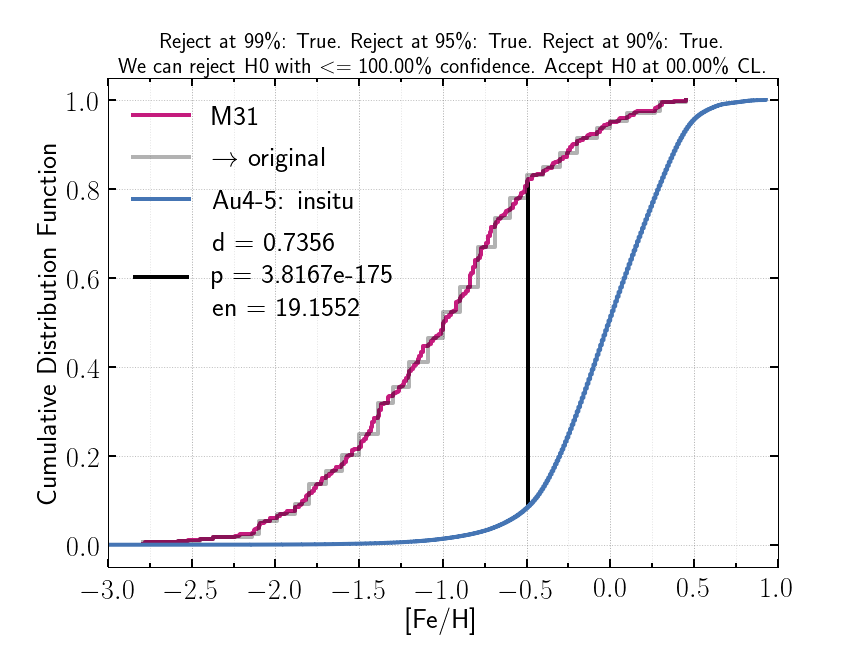 Reject at 99%: True. Reject at 95%: True. Reject at 90%: True.
We can reject H0 with <= 100.00% confidence. Accept H0 at 00.00% CL.
Cumulative Distribution Function
1.0
0.8
0.6
0.4
0.2
0.0
M31
→ original
Au4-5: insitu
d = 0.7356
p = 3.8167e-175
en = 19.1552
−3.0 −2.5 −2.0 −1.5 −1.0 −0.5 0.0 0.5 1.0
[Fe/H]